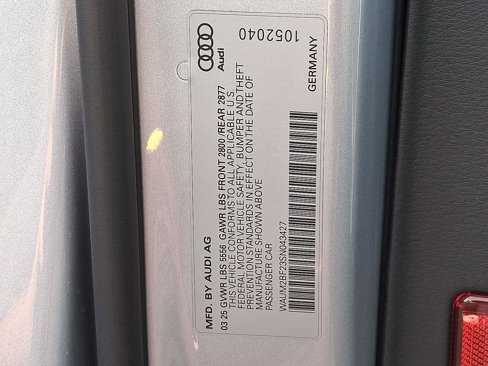 MFD. BY AUDI AG
03 25 GVWR LBS 5556 GAWR LBS FRONT 2800/REAR 2877
THIS VEHICLE CONFORMS TO ALL APPLICABLE U.S.
FEDERAL MOTOR VEHICLE SAFETY, BUMPER AND THEFT
PREVENTION STANDARDS IN EFFECT ON THE DATE OF
MANUFACTURE SHOWN ABOVE
PASSENGER CAR
WAUM2BF23SN043427
GERMANY
Audi
1052040